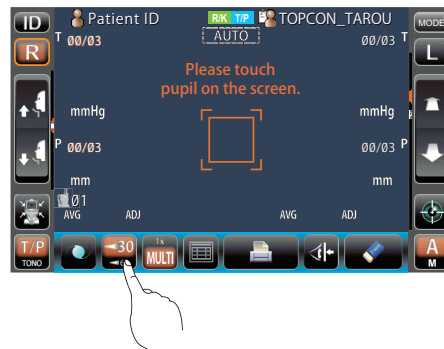 ID
Patient ID
R/K T/P
TOPCON_TAROU
MODE
R
T 00/03
AUTO
00/03 T
L
Please touch
pupil on the screen.
mmHg
mmHg
P 00/03
00/03 P
mm
mm
01
AVG ADJ
AVG ADJ
T/P
TONO
30
1x
MULTI
A
M